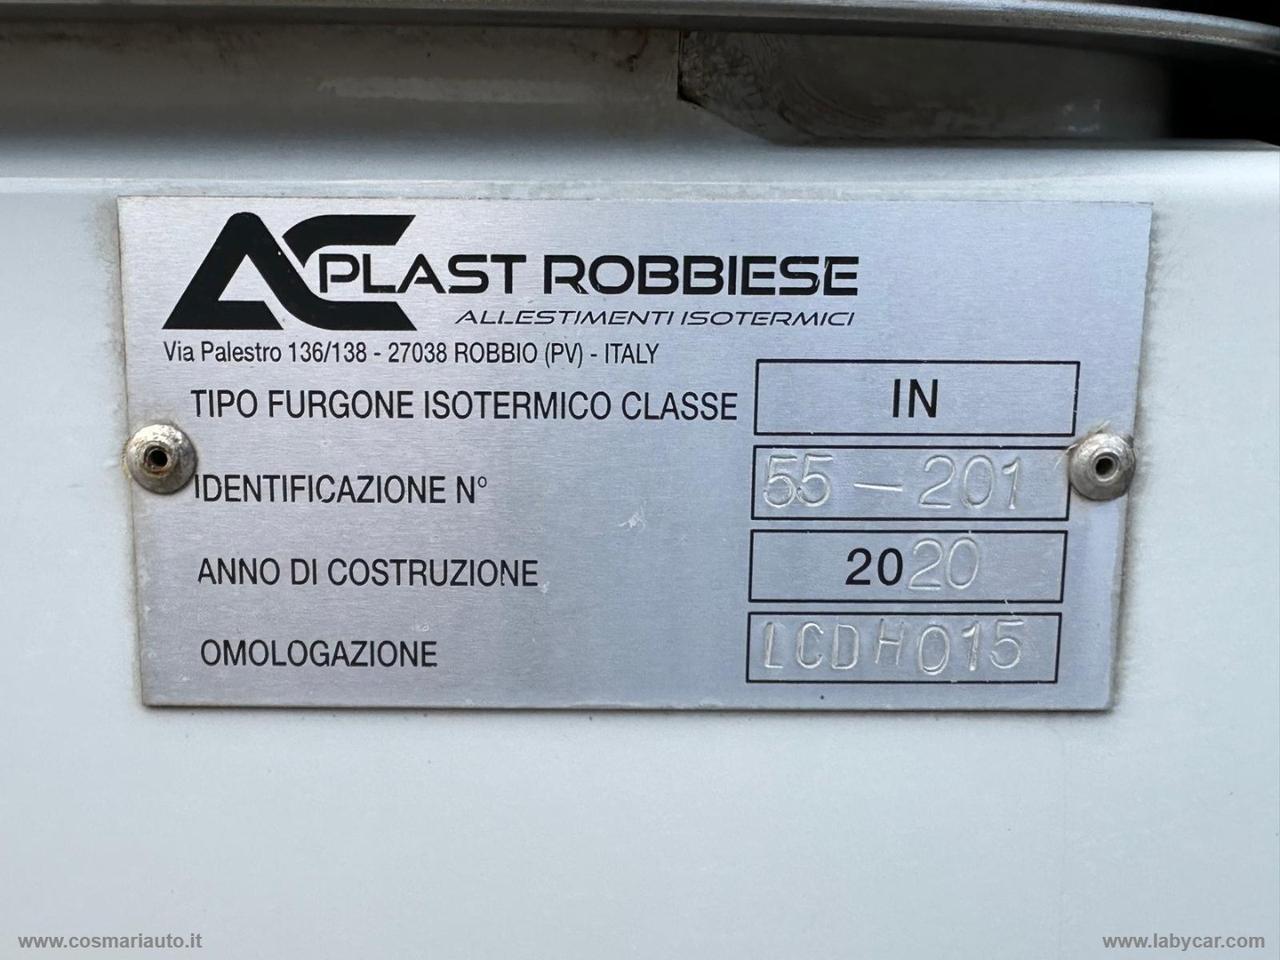 AC PLAST ROBBIESE
ALLESTIMENTI ISOTERMICI
Via Palestro 136/138 - 27038 ROBBIO (PV) - ITALY
TIPO FURGONE ISOTERMICO CLASSE IN
IDENTIFICAZIONE N° 55-201
ANNO DI COSTRUZIONE 2020
OMOLOGAZIONE LCDH015
www.cosmariauto.it
www.labycar.com